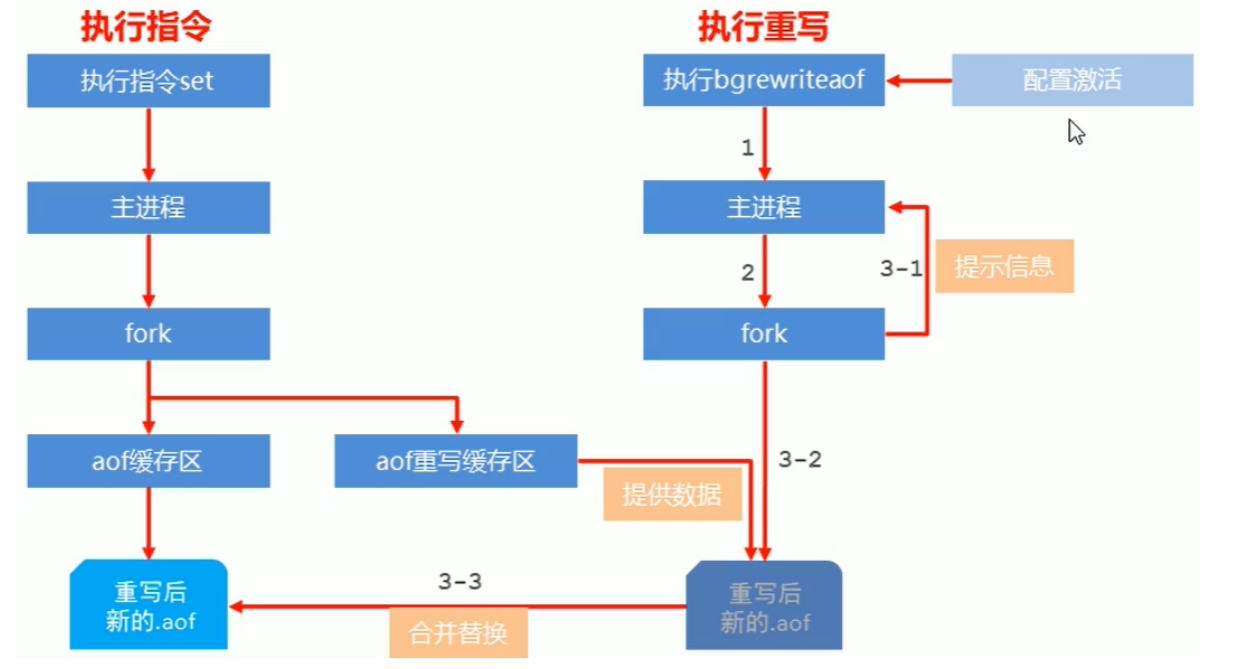 执行指令
执行重写
执行指令set
执行bgrewriteaof
配置激活
1
主进程
主进程
2
3-1
提示信息
fork
fork
aof缓存区
aof重写缓存区
3-2
提供数据
重写后
新的.aof
3-3
合并替换
重写后
新的.aof